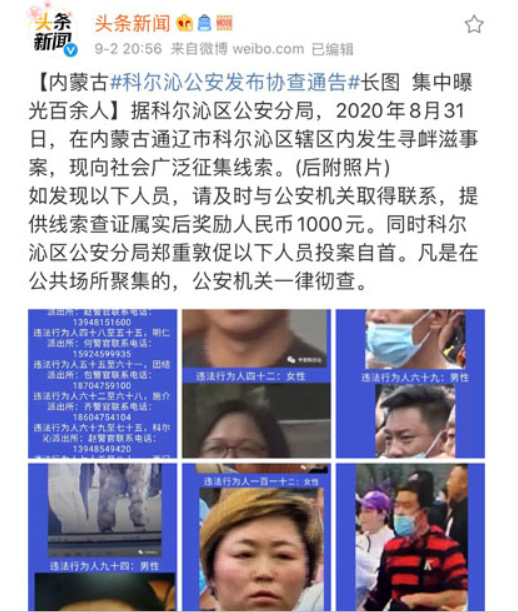 头条
新闻
头条新闻
9-2 20:56 来自微博 weibo.com 已编辑
【内蒙古#科尔沁公安发布协查通告#长图 集中曝
光百余人】据科尔沁区公安分局，2020年8月31
日，在内蒙古通辽市科尔沁区辖区内发生寻衅滋事
案，现向社会广泛征集线索。(后附照片)
如发现以下人员，请及时与公安机关取得联系，提
供线索查证属实后奖励人民币1000元。同时科尔
沁区公安分局郑重敦促以下人员投案自首。凡是在
公共场所聚集的，公安机关一律彻查。
派出所：赵警官联系电话：
13948151600
违法行为人四十八至五十五，明仁
派出所：何警官联系电话：
15924599935
违法行为人五十五至六十一，团结
派出所：包警官联系电话：
18704759100
违法行为人六十二至六十八，施介
派出所：齐警官联系电话：
18604754104
违法行为人六十九至七十五，科尔
沁派出所：赵警官联系电话：
13948549420
违法行为人四十二：女性
违法行为人六十九：男性
违法行为人九十四：男性
违法行为人一百一十二：女性